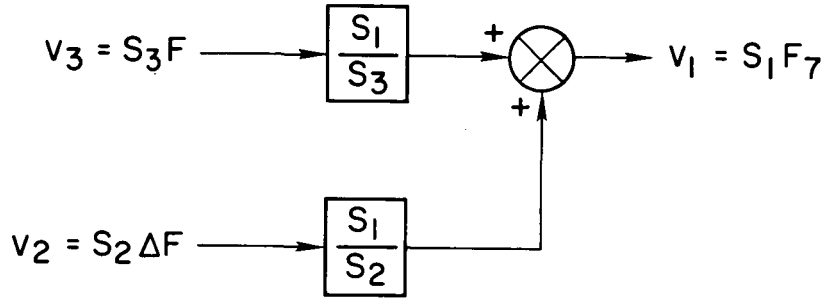 v3 = S3F
S1
S3
+
v1 = S1F7
+
v2 = S2ΔF
S1
S2